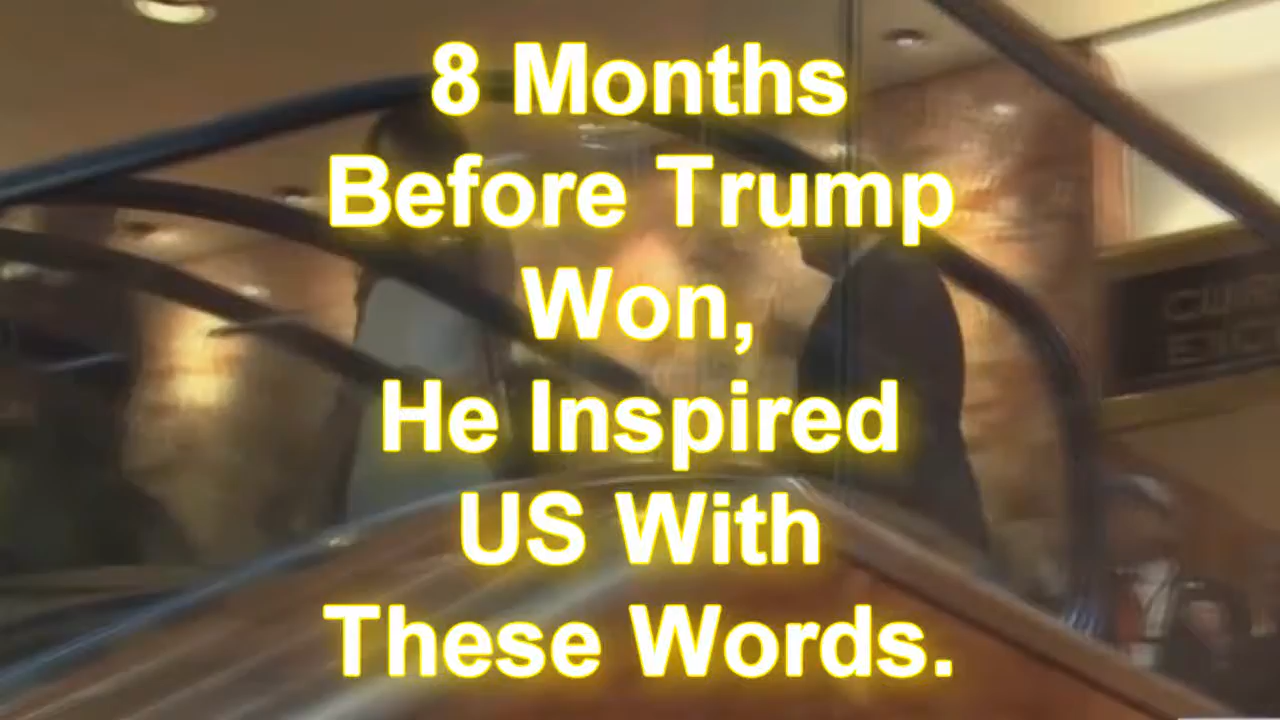 8 Months
Before Trump
Won,
He Inspired
US With
These Words.